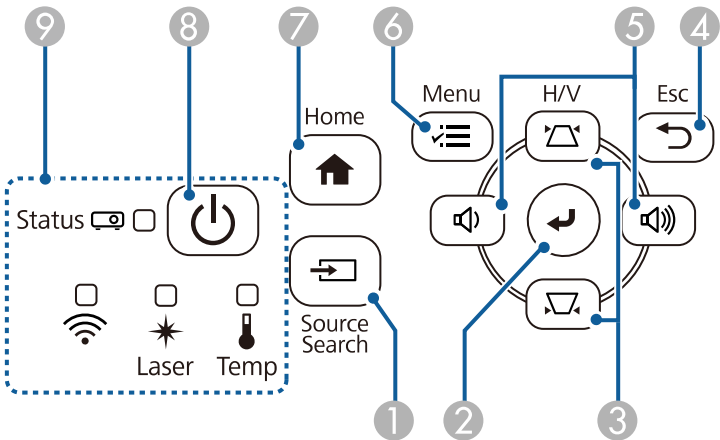 9 8 7 6 5 4
Home
Menu H/V Esc
Status
Source
Search
Laser Temp
1 2 3